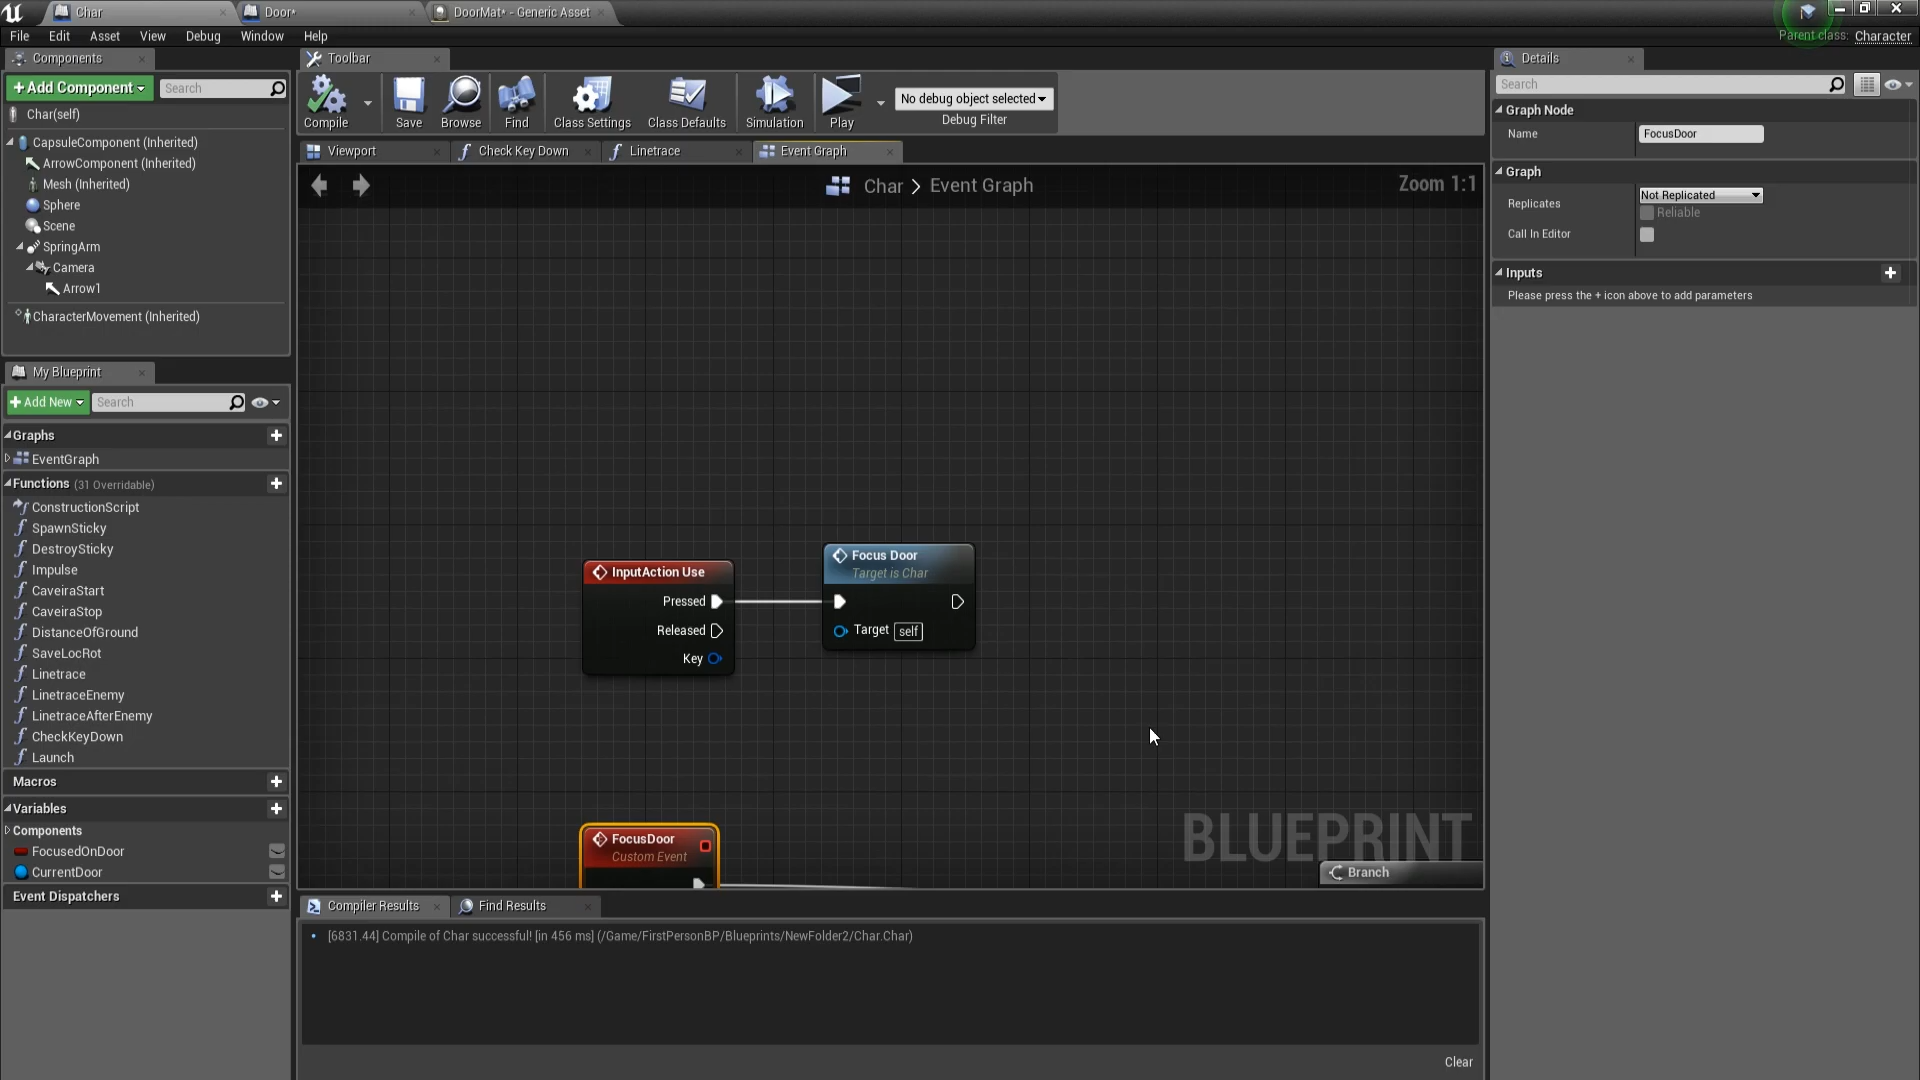 Char
Door*
DoorMat* - Generic Asset
File Edit Asset View Debug Window Help
Parent class: Character
Components
+Add Component
Search
Char(self)
CapsuleComponent (Inherited)
ArrowComponent (Inherited)
Mesh (Inherited)
Sphere
Scene
SpringArm
Camera
Arrow1
CharacterMovement (Inherited)
My Blueprint
+Add New
Search
Graphs
EventGraph
Functions (31 Overridable)
ConstructionScript
SpawnSticky
DestroySticky
Impulse
CaveiraStart
CaveiraStop
DistanceOfGround
SaveLocRot
Linetrace
LinetraceEnemy
LinetraceAfterEnemy
CheckKeyDown
Launch
Macros
Variables
Components
FocusedOnDoor
CurrentDoor
Event Dispatchers
Toolbar
Compile
Save
Browse
Find
Class Settings
Class Defaults
Simulation
Play
No debug object selected
Debug Filter
Viewport
Check Key Down
Linetrace
Event Graph
Char > Event Graph
Zoom 1:1
InputAction Use
Pressed
Released
Key
Focus Door
Target is Char
Target self
FocusDoor
Custom Event
BLUEPRINT
Branch
Compiler Results
Find Results
[6831.44] Compile of Char successful! [in 456 ms] (/Game/FirstPersonBP/Blueprints/NewFolder2/Char.Char)
Clear
Details
Search
Graph Node
Name FocusDoor
Graph
Replicates Not Replicated
Reliable
Call In Editor
Inputs
Please press the + icon above to add parameters